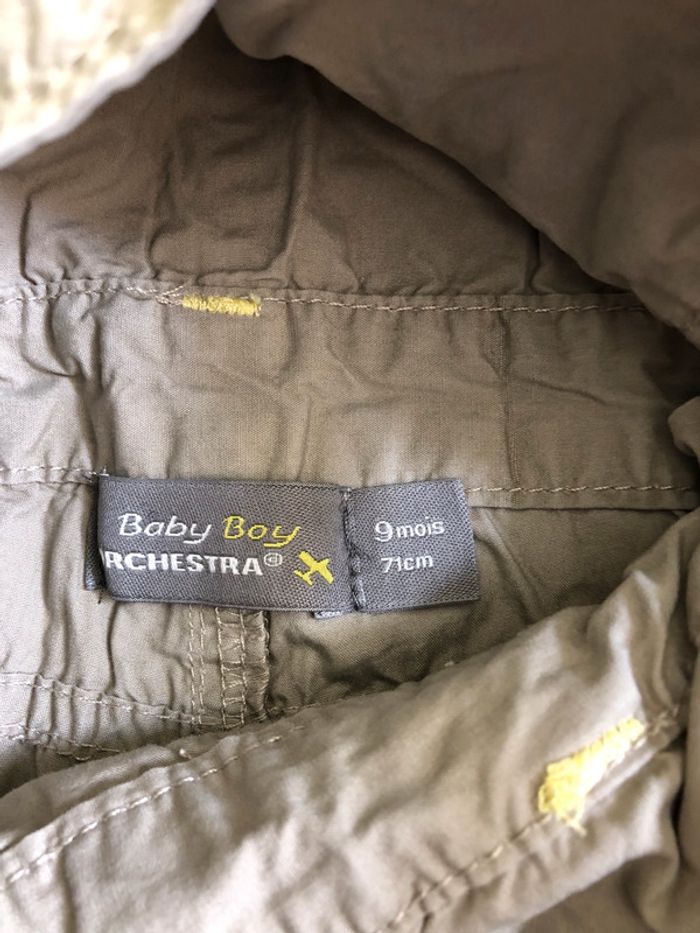 Baby Boy
RCHESTRA®
9 mois
71cm